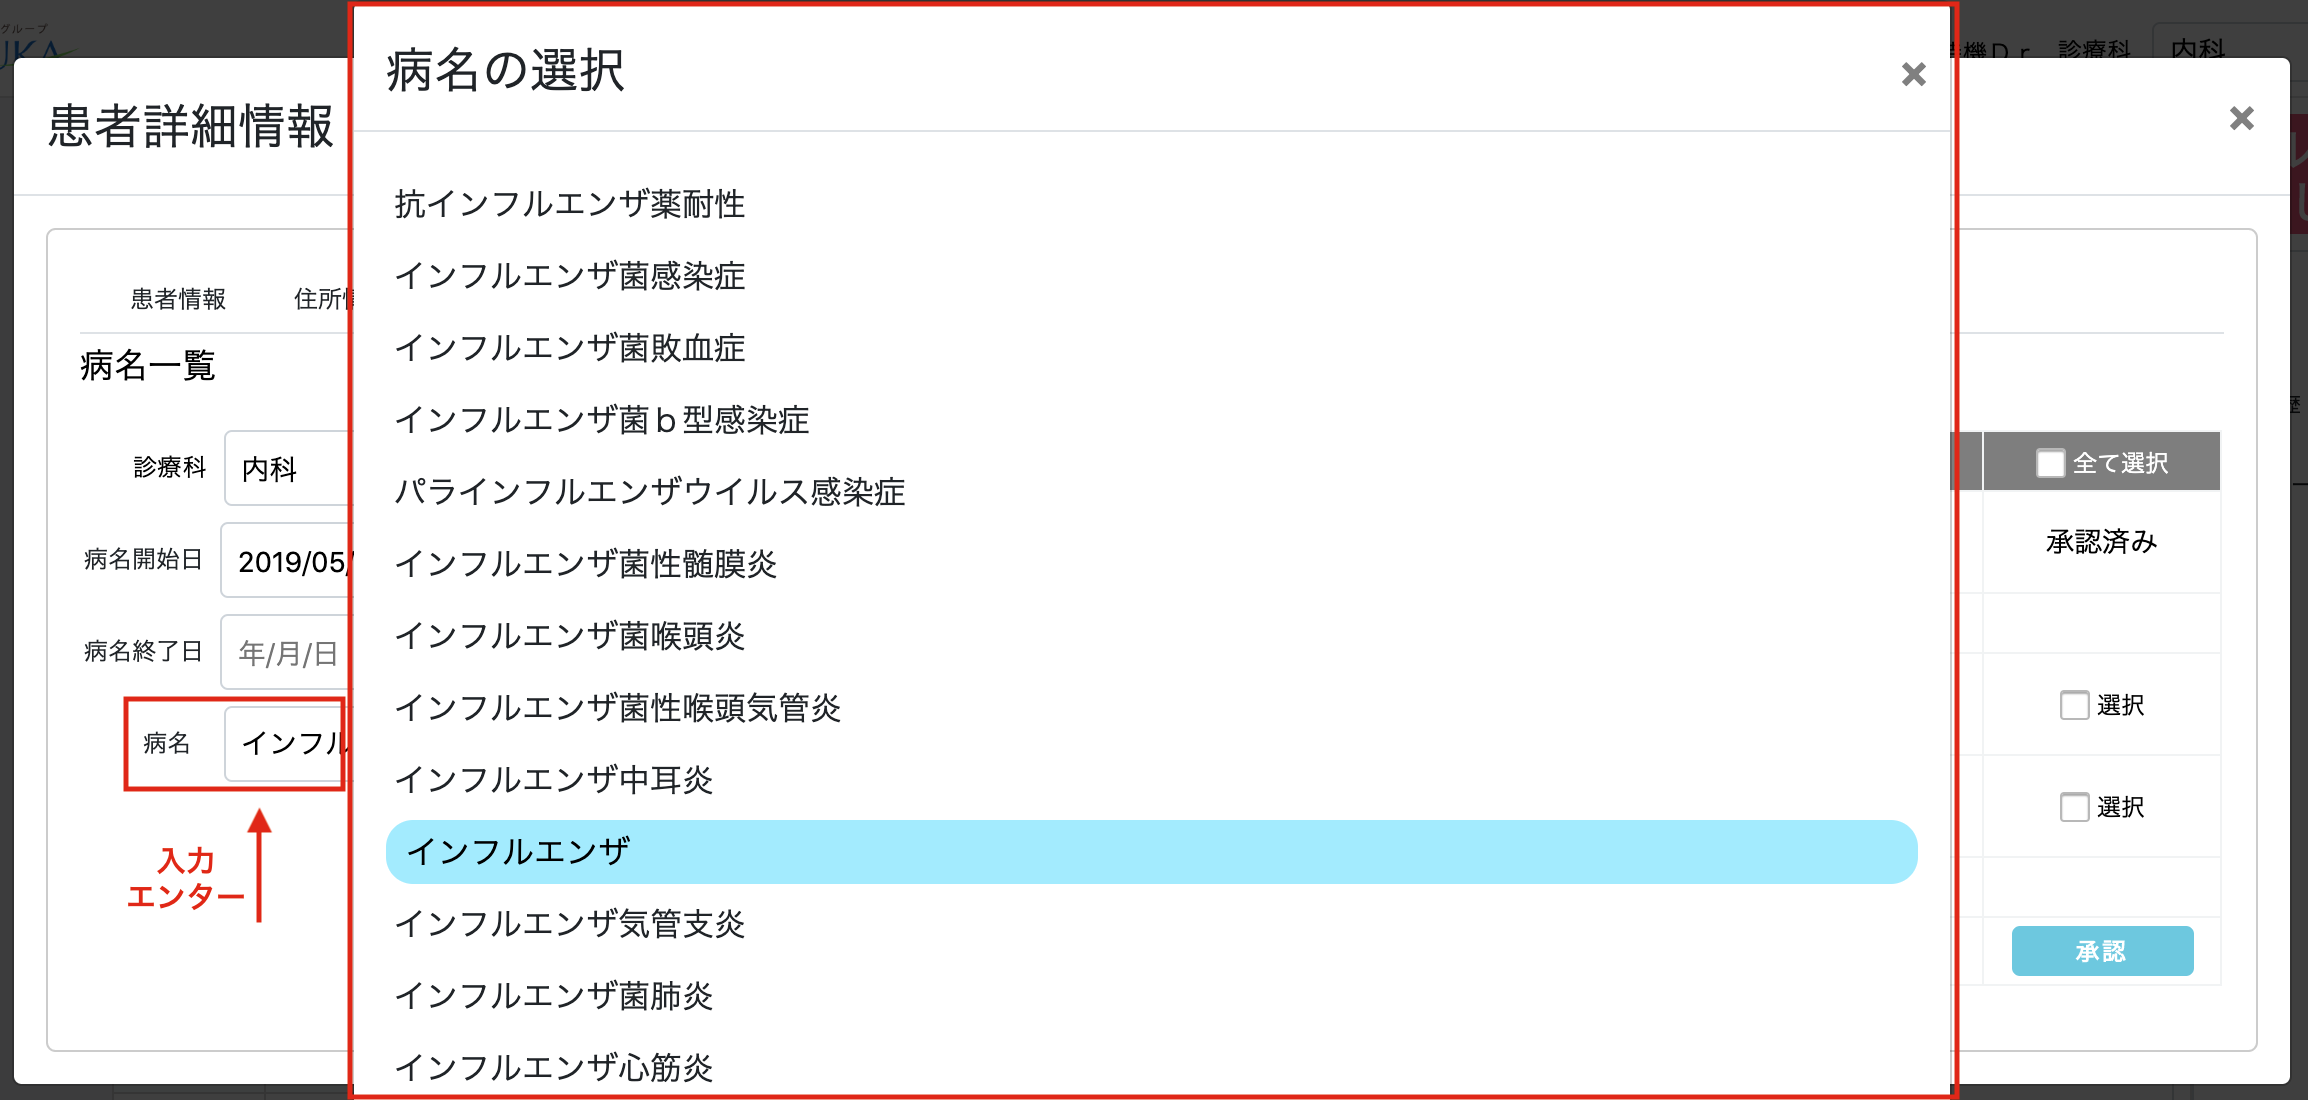 グループ
診療科
内科
病名の選択
患者詳細情報
抗インフルエンザ薬耐性
インフルエンザ菌感染症
インフルエンザ菌敗血症
インフルエンザ菌ｂ型感染症
パラインフルエンザウイルス感染症
インフルエンザ菌性髄膜炎
インフルエンザ菌喉頭炎
インフルエンザ菌性喉頭気管炎
インフルエンザ中耳炎
インフルエンザ
インフルエンザ気管支炎
インフルエンザ菌肺炎
インフルエンザ心筋炎
患者情報
住所
病名一覧
診療科
内科
病名開始日
2019/05/
病名終了日
年/月/日
病名
インフル
入力
エンター
全て選択
承認済み
選択
選択
承認